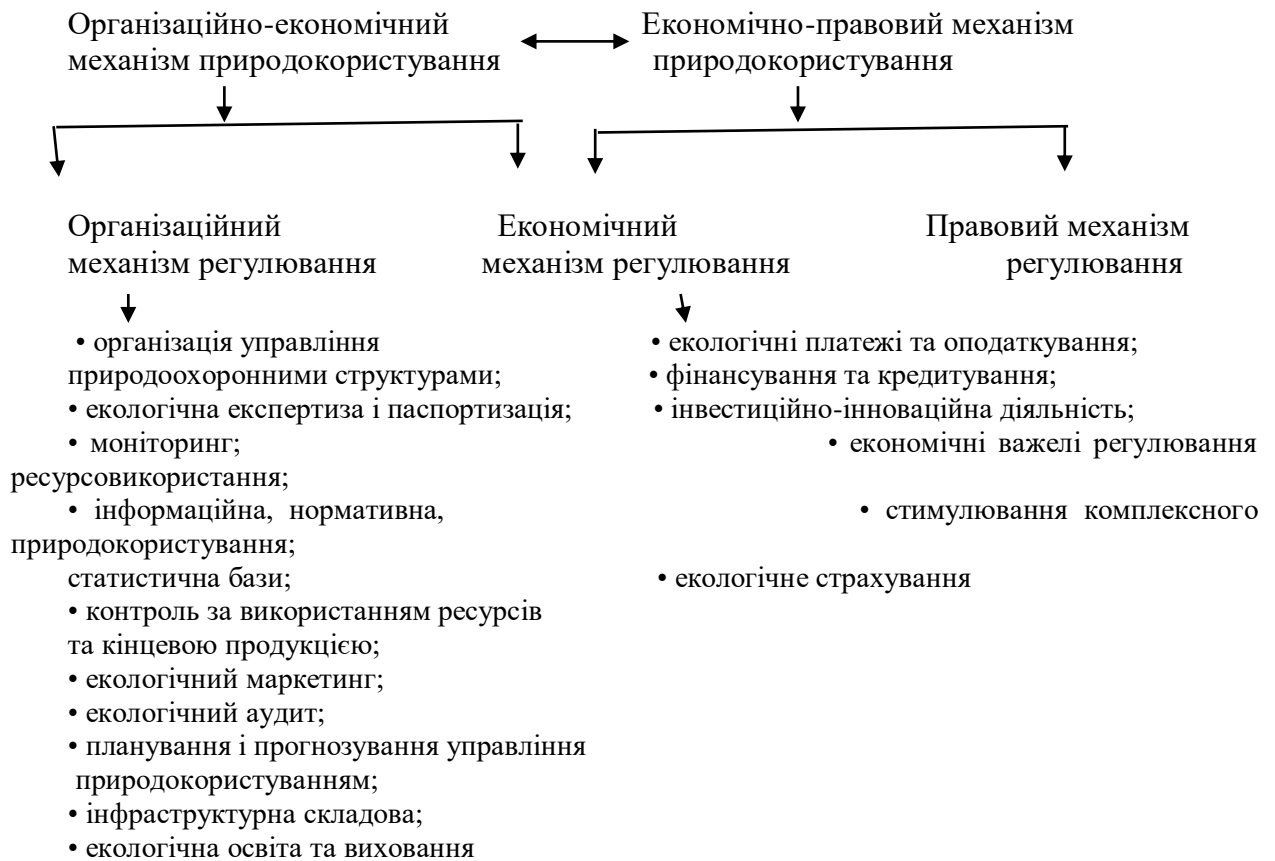 Організаційно-економічний
механізм природокористування
Економічно-правовий механізм
природокористування
Організаційний
механізм регулювання
Економічний
механізм регулювання
Правовий механізм
регулювання
• організація управління • екологічні платежі та оподаткування;
природоохоронними структурами; • фінансування та кредитування;
• екологічна експертиза і паспортизація; • інвестиційно-інноваційна діяльність;
• моніторинг; • економічні важелі регулювання
ресурсовикористання;
• інформаційна, нормативна, • стимулювання комплексного
природокористування;
статистична бази; • екологічне страхування
• контроль за використанням ресурсів
та кінцевою продукцією;
• екологічний маркетинг;
• екологічний аудит;
• планування і прогнозування управління
природокористуванням;
• інфраструктурна складова;
• екологічна освіта та виховання